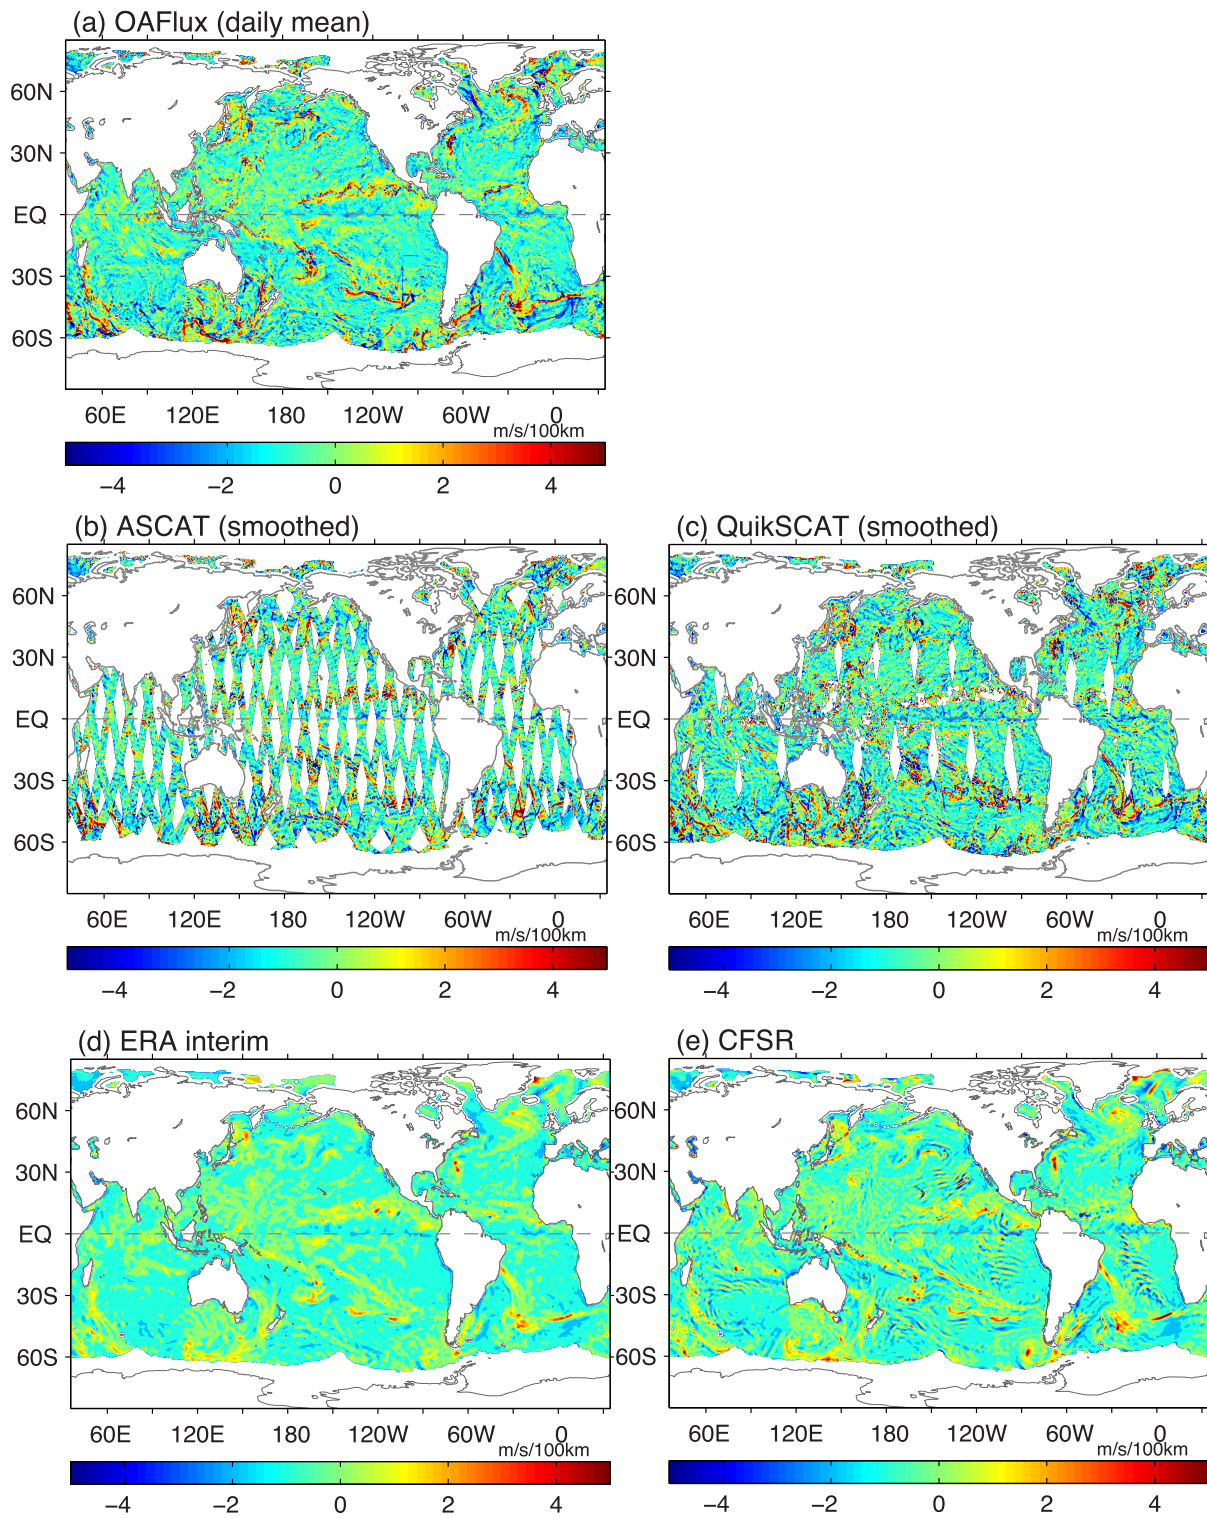 (a) OAFlux (daily mean)
60N
30N
EQ
30S
60S
60E 120E 180 120W 60W 0
m/s/100km
−4 −2 0 2 4
(b) ASCAT (smoothed)
60N
30N
EQ
30S
60S
60E 120E 180 120W 60W 0
m/s/100km
−4 −2 0 2 4
(c) QuikSCAT (smoothed)
60N
30N
EQ
30S
60S
60E 120E 180 120W 60W 0
m/s/100km
−4 −2 0 2 4
(d) ERA interim
60N
30N
EQ
30S
60S
60E 120E 180 120W 60W 0
m/s/100km
−4 −2 0 2 4
(e) CFSR
60N
30N
EQ
30S
60S
60E 120E 180 120W 60W 0
m/s/100km
−4 −2 0 2 4